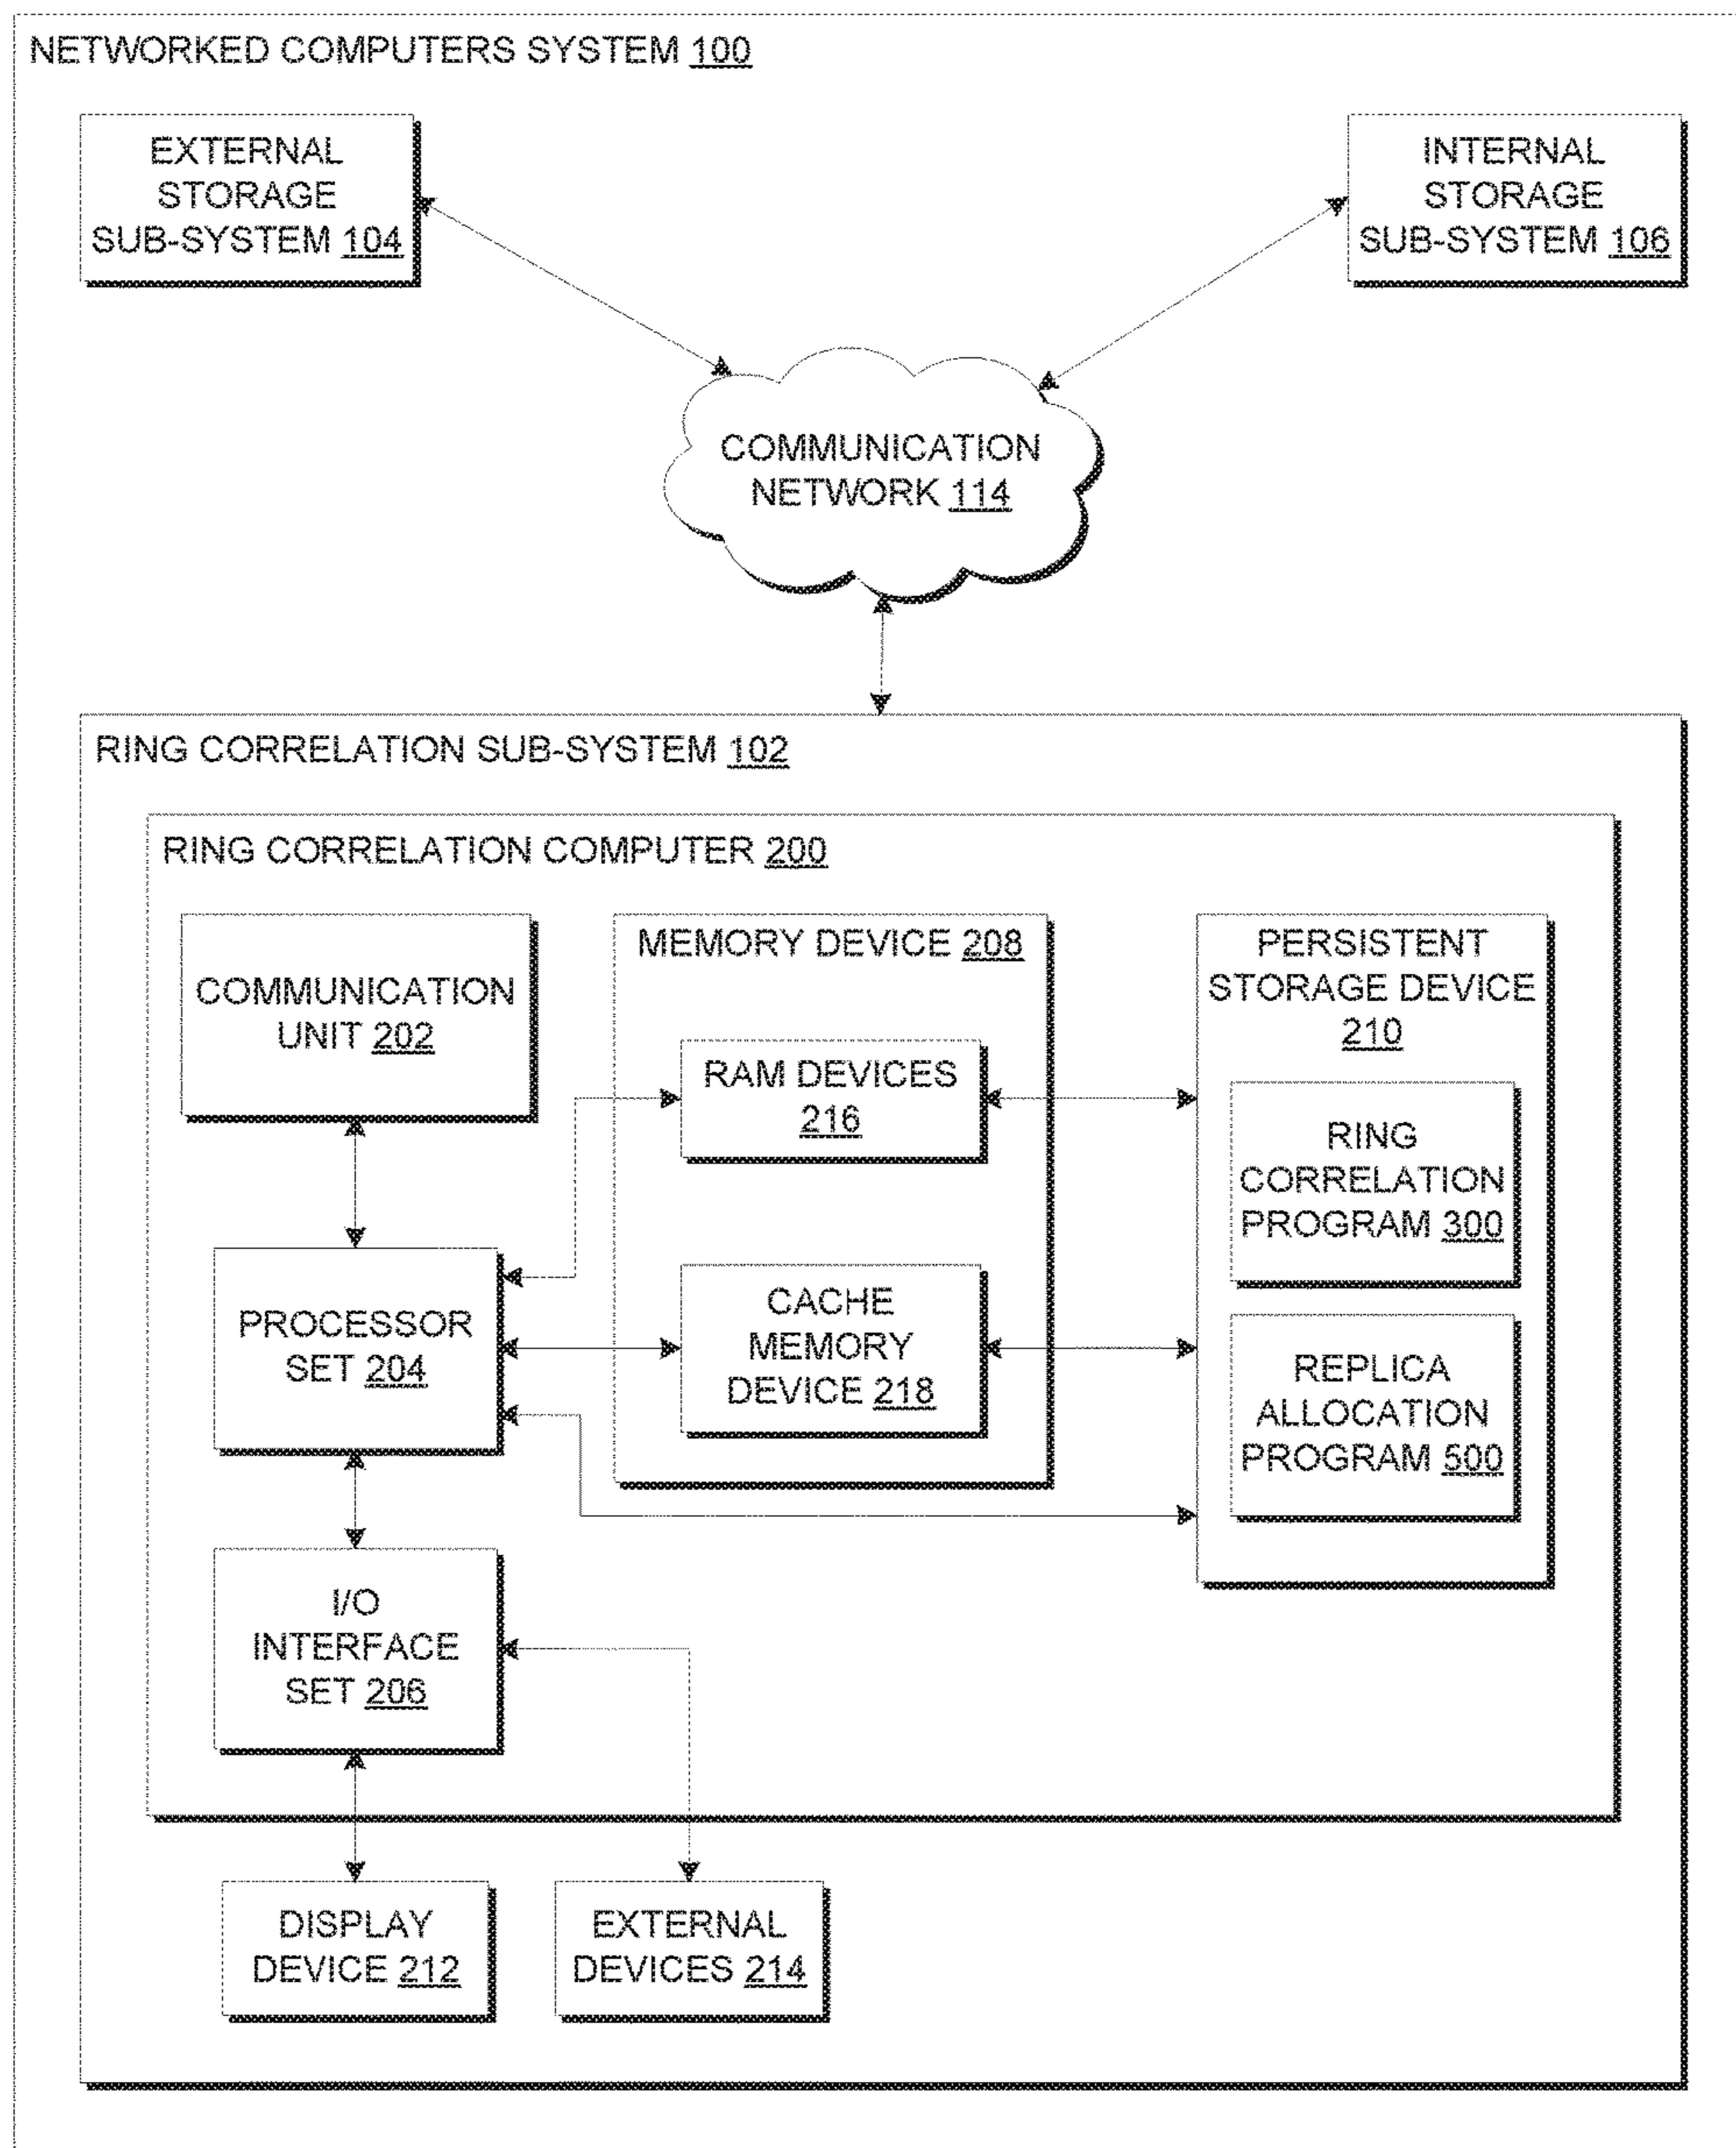 NETWORKED COMPUTERS SYSTEM 100
EXTERNAL
STORAGE
SUB-SYSTEM 104
INTERNAL
STORAGE
SUB-SYSTEM 106
COMMUNICATION
NETWORK 114
RING CORRELATION SUB-SYSTEM 102
RING CORRELATION COMPUTER 200
COMMUNICATION
UNIT 202
MEMORY DEVICE 208
RAM DEVICES
216
CACHE
MEMORY
DEVICE 218
PERSISTENT
STORAGE DEVICE
210
RING
CORRELATION
PROGRAM 300
REPLICA
ALLOCATION
PROGRAM 500
PROCESSOR
SET 204
I/O
INTERFACE
SET 206
DISPLAY
DEVICE 212
EXTERNAL
DEVICES 214